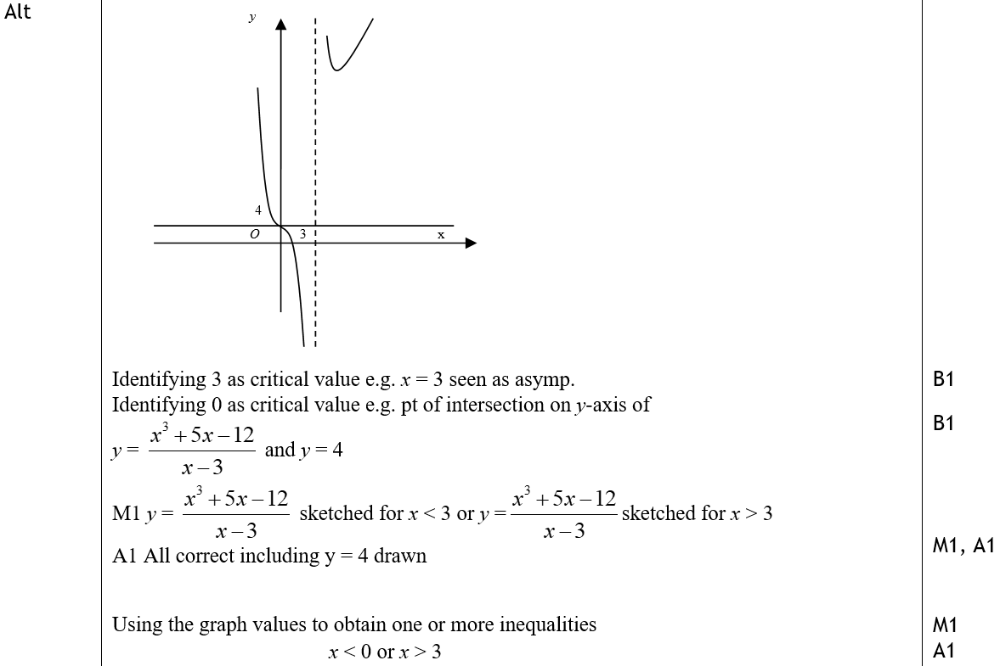 Alt
y
4
O
3
x
Identifying 3 as critical value e.g. x = 3 seen as asymp.
B1
Identifying 0 as critical value e.g. pt of intersection on y-axis of
y = \frac{x^3 + 5x - 12}{x - 3} and y = 4
B1
M1 y = \frac{x^3 + 5x - 12}{x - 3} sketched for x < 3 or y = \frac{x^3 + 5x - 12}{x - 3} sketched for x > 3
A1 All correct including y = 4 drawn
M1, A1
Using the graph values to obtain one or more inequalities
M1
x < 0 or x > 3
A1